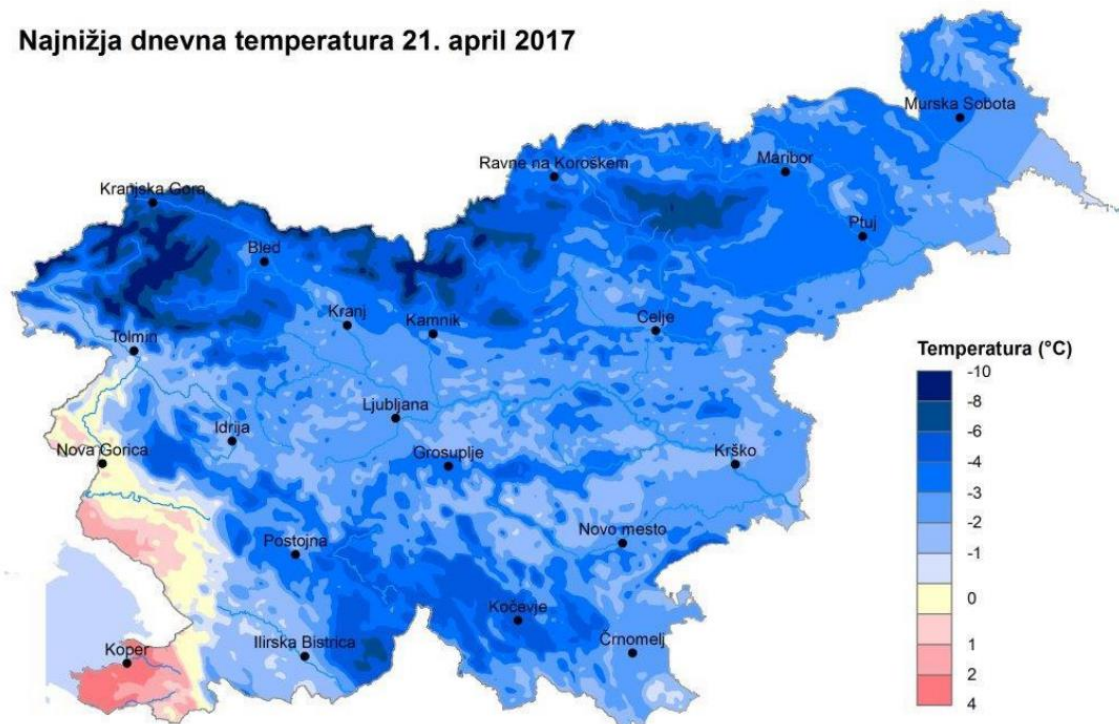 Najnižja dnevna temperatura 21. april 2017
Murska Sobota
Ravne na Koroškem
Maribor
Kranjska Gora
Ptuj
Bled
Kranj
Kamnik
Celje
Tolmin
Temperatura (°C)
-10
-8
-6
-4
-3
-2
-1
0
1
2
4
Ljubljana
Idrija
Grosuplje
Nova Gorica
Krško
Novo mesto
Postojna
Kočevje
Koper
Ilirska Bistrica
Črnomelj